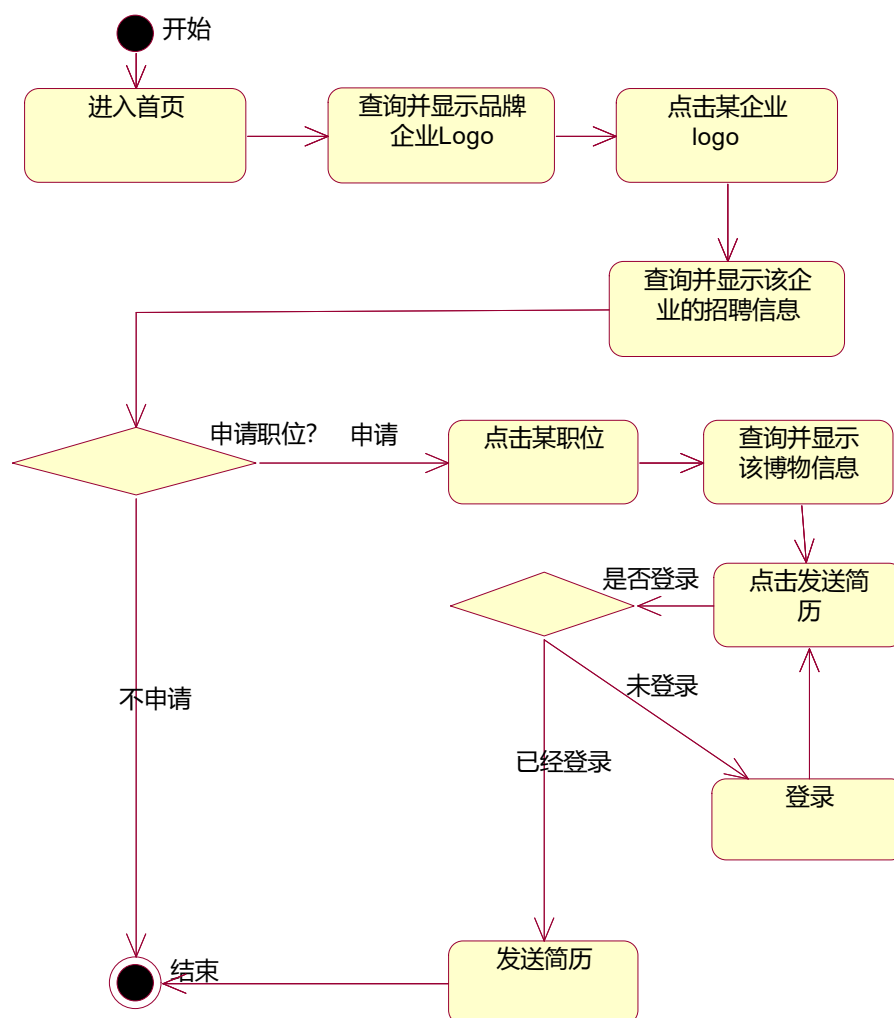 开始
进入首页
查询并显示品牌
企业Logo
点击某企业
logo
查询并显示该企
业的招聘信息
申请职位?
申请
点击某职位
查询并显示
该博物信息
是否登录
点击发送简
历
不申请
未登录
已经登录
登录
发送简历
结束